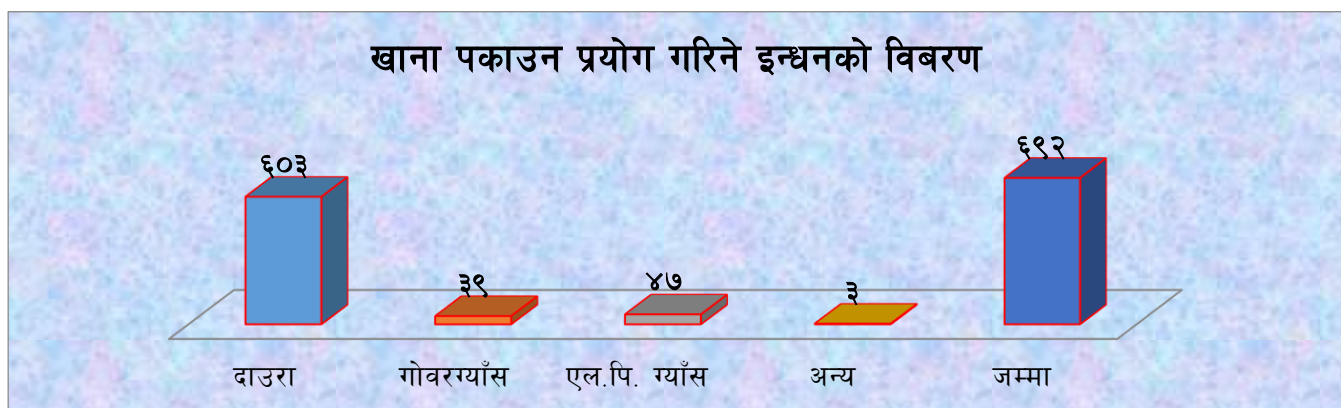 खाना पकाउन प्रयोग गरिने इन्धनको विबरण
६०३
३९
४७
३
६९२
दाउरा
गोवरग्याँस
एल.पि. ग्याँस
अन्य
जम्मा